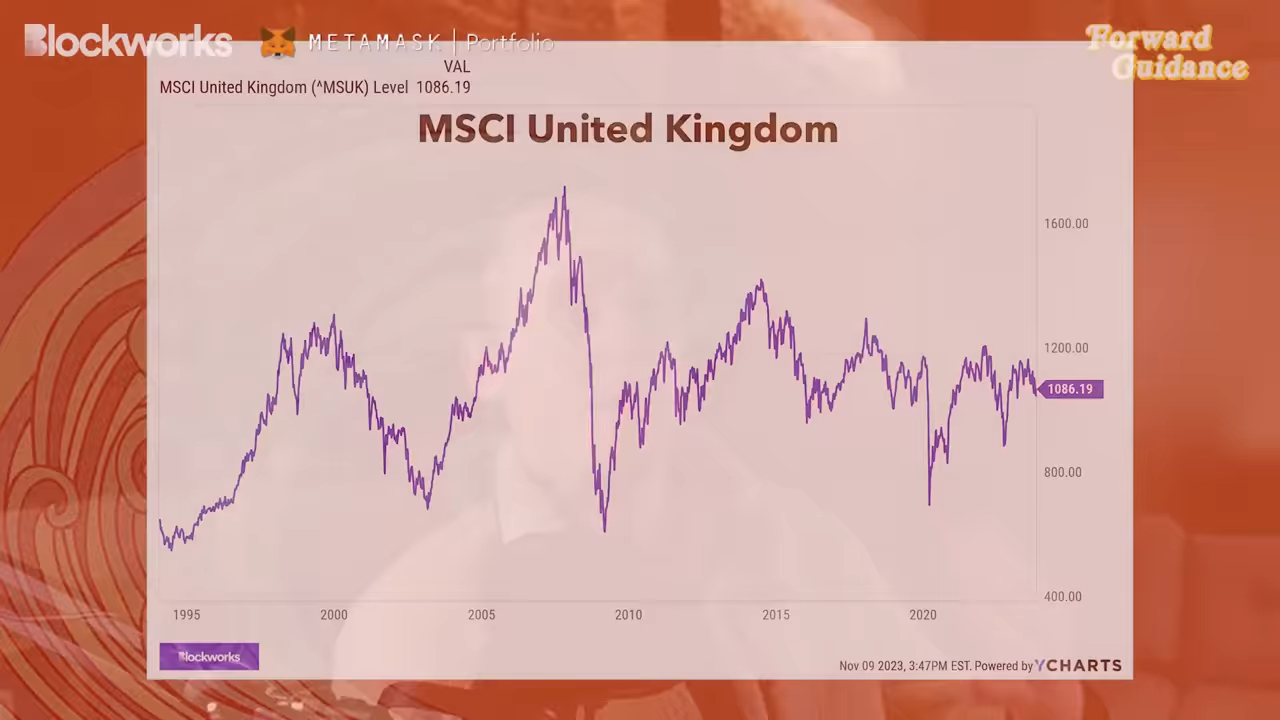 Blockworks METAMASK | Portfolio
Forward
Guidance
VAL
MSCI United Kingdom (^MSUK) Level 1086.19
MSCI United Kingdom
1600.00
1200.00
1086.19
800.00
400.00
1995 2000 2005 2010 2015 2020
Blockworks
Nov 09 2023, 3:47PM EST. Powered by YCHARTS